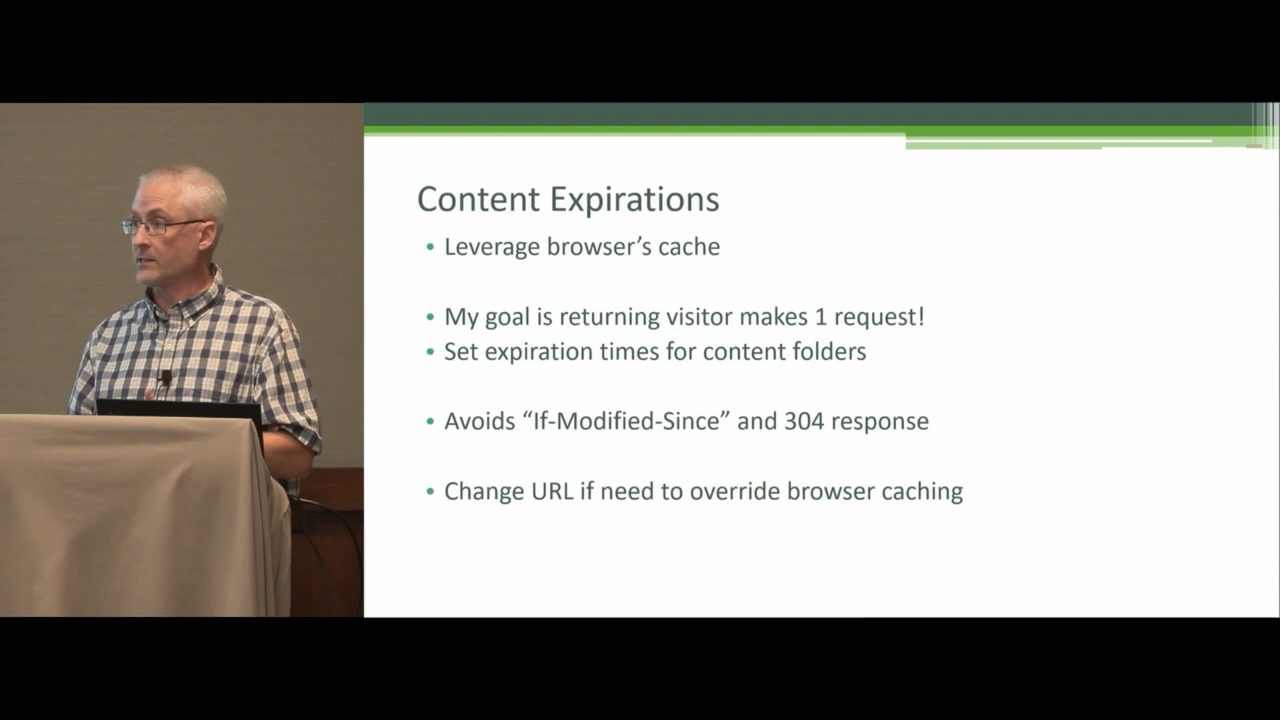 Content Expirations
• Leverage browser’s cache
• My goal is returning visitor makes 1 request!
• Set expiration times for content folders
• Avoids “If-Modified-Since” and 304 response
• Change URL if need to override browser caching